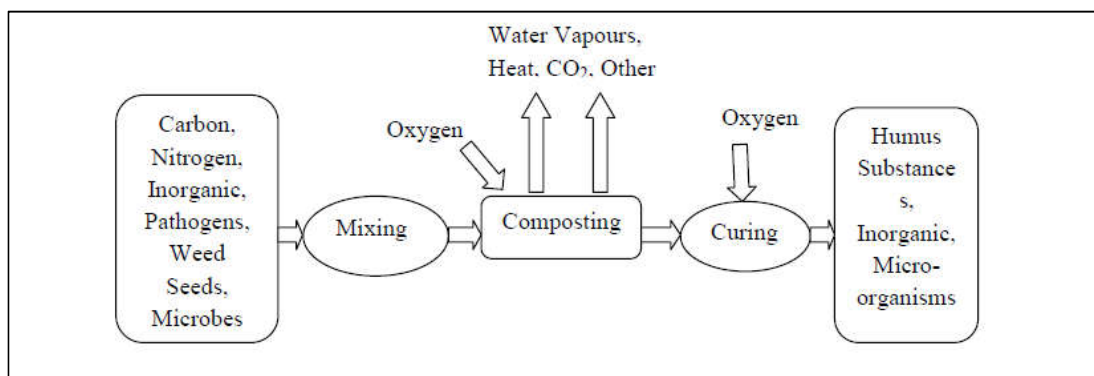 Water Vapours,
Heat, CO₂, Other
Carbon,
Nitrogen,
Inorganic,
Pathogens,
Weed
Seeds,
Microbes
Mixing
Oxygen
Composting
Oxygen
Curing
Humus
Substance
s,
Inorganic,
Micro-
organisms